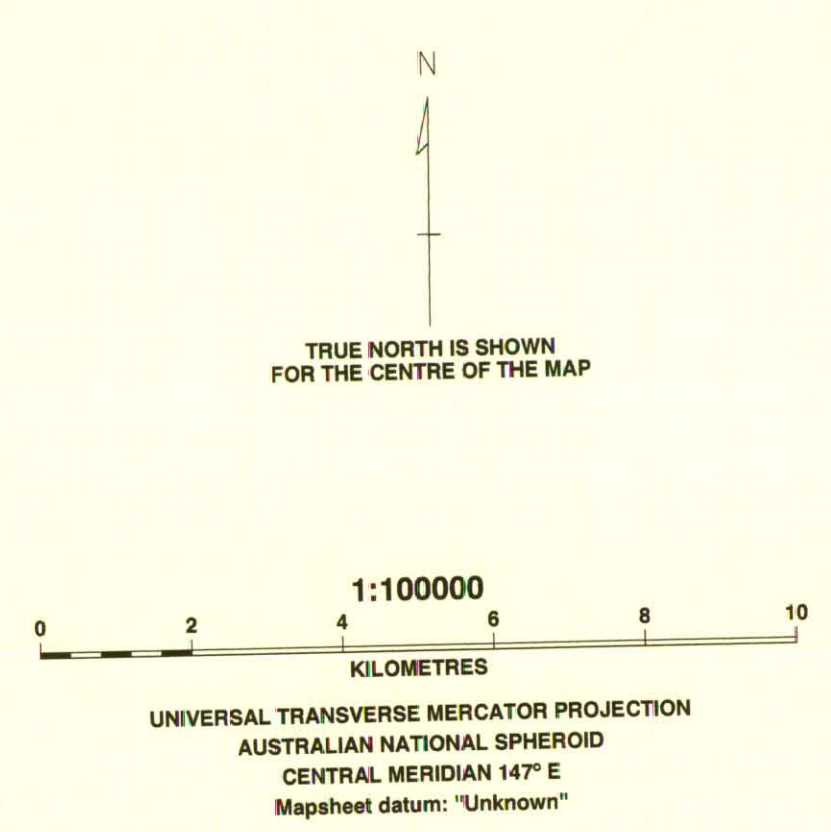 N
TRUE NORTH IS SHOWN
FOR THE CENTRE OF THE MAP
1:100000
0 2 4 6 8 10
KILOMETRES
UNIVERSAL TRANSVERSE MERCATOR PROJECTION
AUSTRALIAN NATIONAL SPHEROID
CENTRAL MERIDIAN 147° E
Mapsheet datum: "Unknown"